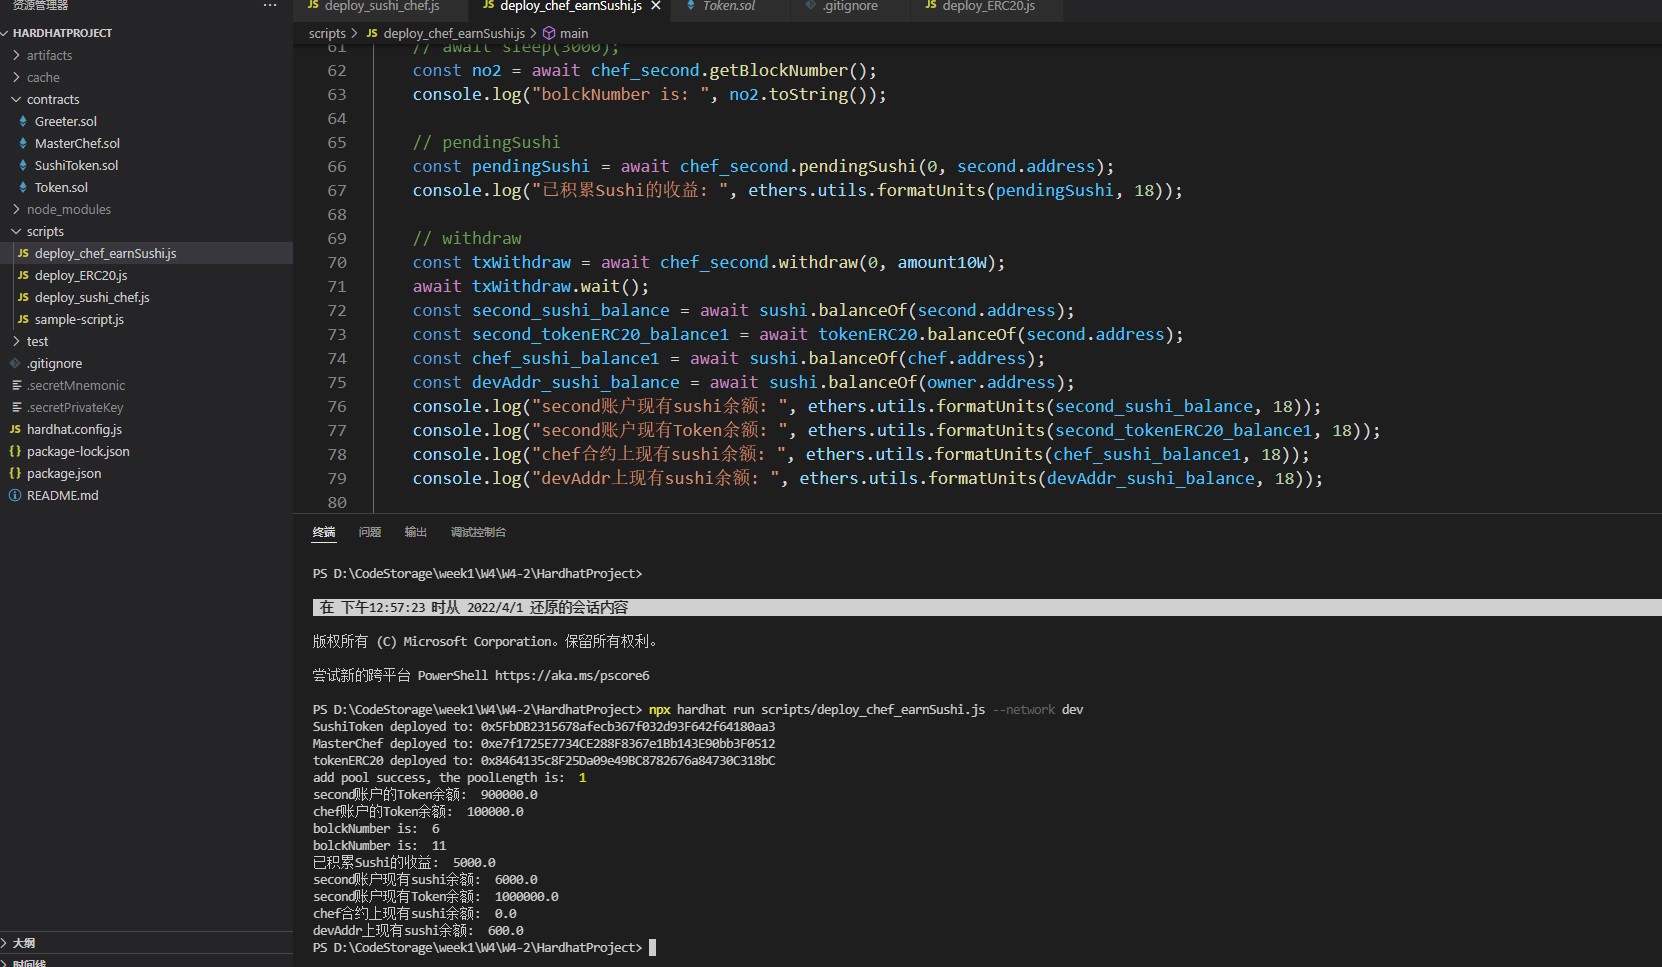 资源管理器
···
HARDHATPROJECT
artifacts
cache
contracts
Greeter.sol
MasterChef.sol
SushiToken.sol
Token.sol
node_modules
scripts
JS deploy_chef_earnSushi.js
JS deploy_ERC20.js
JS deploy_sushi_chef.js
JS sample-script.js
test
.gitignore
.secretMnemonic
.secretPrivateKey
JS hardhat.config.js
{} package-lock.json
{} package.json
README.md
大纲
时间线
JS deploy_sushi_chef.js
JS deploy_chef_earnSushi.js
Token.sol
.gitignore
JS deploy_ERC20.js
scripts > JS deploy_chef_earnSushi.js > main
61 // await sleep(3000);
62 const no2 = await chef_second.getBlockNumber();
63 console.log("bolckNumber is: ", no2.toString());
64
65 // pendingSushi
66 const pendingSushi = await chef_second.pendingSushi(0, second.address);
67 console.log("已积累Sushi的收益: ", ethers.utils.formatUnits(pendingSushi, 18));
68
69 // withdraw
70 const txWithdraw = await chef_second.withdraw(0, amount10W);
71 await txWithdraw.wait();
72 const second_sushi_balance = await sushi.balanceOf(second.address);
73 const second_tokenERC20_balance1 = await tokenERC20.balanceOf(second.address);
74 const chef_sushi_balance1 = await sushi.balanceOf(chef.address);
75 const devAddr_sushi_balance = await sushi.balanceOf(owner.address);
76 console.log("second账户现有sushi余额: ", ethers.utils.formatUnits(second_sushi_balance, 18));
77 console.log("second账户现有Token余额: ", ethers.utils.formatUnits(second_tokenERC20_balance1, 18));
78 console.log("chef合约上现有sushi余额: ", ethers.utils.formatUnits(chef_sushi_balance1, 18));
79 console.log("devAddr上现有sushi余额: ", ethers.utils.formatUnits(devAddr_sushi_balance, 18));
80
终端 问题 输出 调试控制台
PS D:\CodeStorage\week1\W4\W4-2\HardhatProject>
在 下午12:57:23 时从 2022/4/1 还原的会话内容
版权所有 (C) Microsoft Corporation。保留所有权利。
尝试新的跨平台 PowerShell https://aka.ms/pscore6
PS D:\CodeStorage\week1\W4\W4-2\HardhatProject> npx hardhat run scripts/deploy_chef_earnSushi.js --network dev
SushiToken deployed to: 0x5FbDB2315678afecb367f032d93F642f64180aa3
MasterChef deployed to: 0xe7f1725E7734CE288F8367e1Bb143E90bb3F0512
tokenERC20 deployed to: 0x8464135c8F25Da09e49BC8782676a84730C318bC
add pool success, the poolLength is: 1
second账户的Token余额: 900000.0
chef账户的Token余额: 100000.0
bolckNumber is: 6
bolckNumber is: 11
已积累Sushi的收益: 5000.0
second账户现有sushi余额: 6000.0
second账户现有Token余额: 1000000.0
chef合约上现有sushi余额: 0.0
devAddr上现有sushi余额: 600.0
PS D:\CodeStorage\week1\W4\W4-2\HardhatProject>